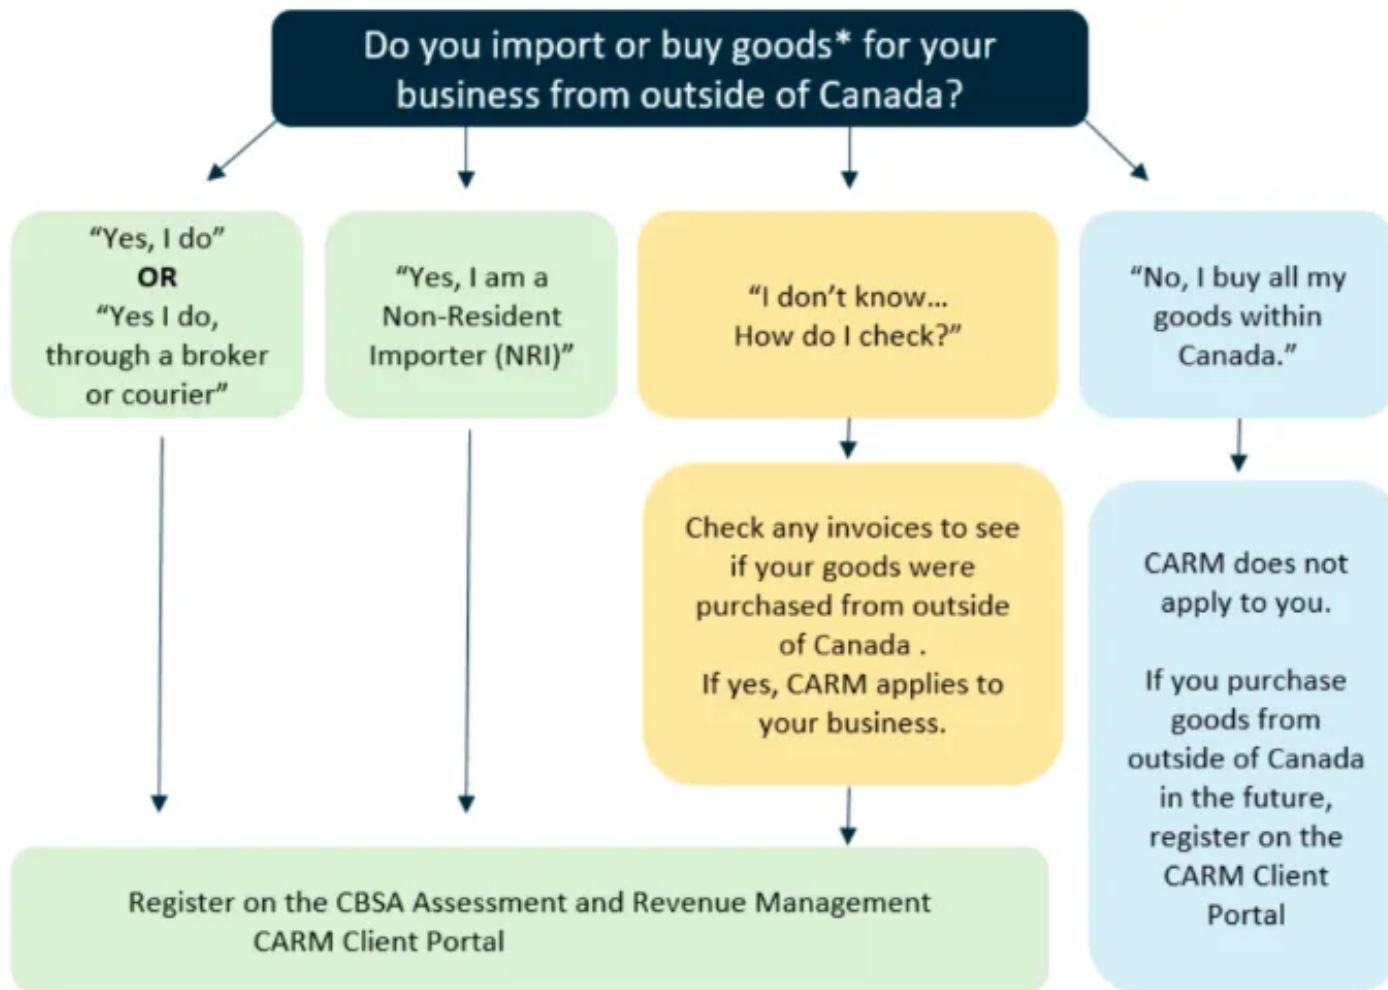 Do you import or buy goods* for your
business from outside of Canada?
“Yes, I do”
OR
“Yes I do,
through a broker
or courier”
“Yes, I am a
Non-Resident
Importer (NRI)”
“I don’t know...
How do I check?”
“No, I buy all my
goods within
Canada.”
Check any invoices to see
if your goods were
purchased from outside
of Canada .
If yes, CARM applies to
your business.
CARM does not
apply to you.
If you purchase
goods from
outside of Canada
in the future,
register on the
CARM Client
Portal
Register on the CBSA Assessment and Revenue Management
CARM Client Portal